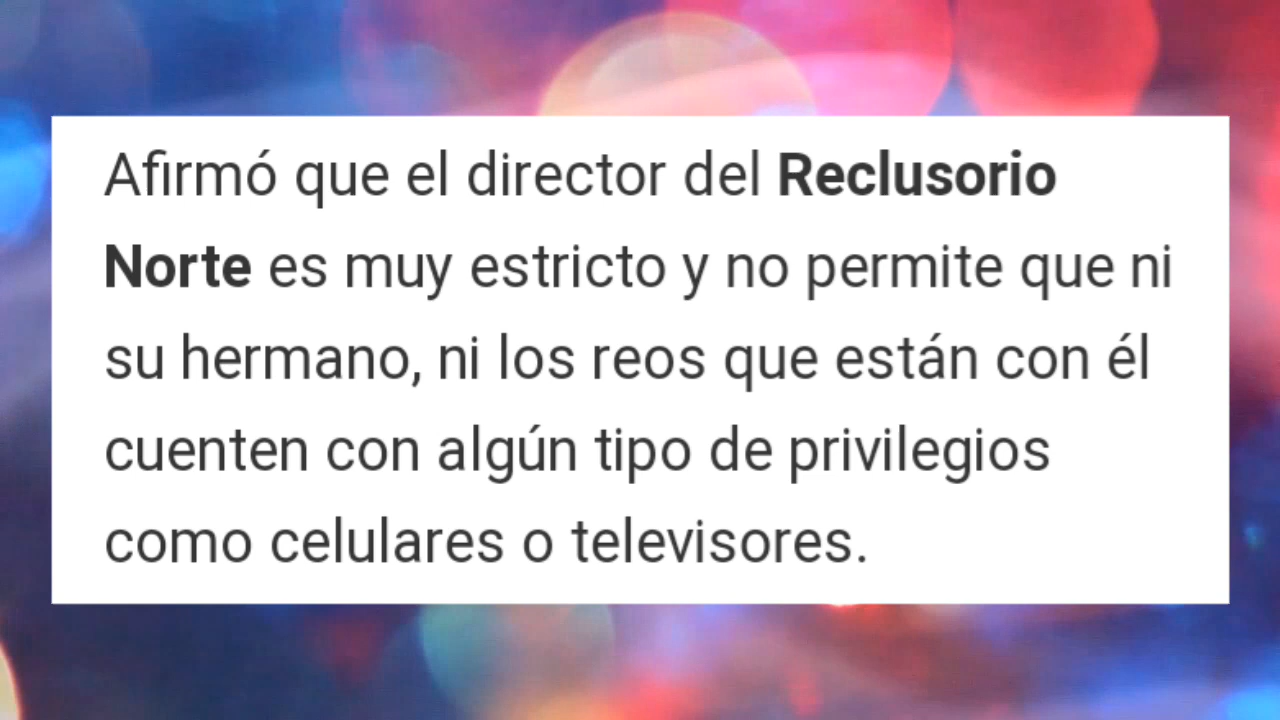 Afirmó que el director del Reclusorio
Norte es muy estricto y no permite que ni
su hermano, ni los reos que están con él
cuenten con algún tipo de privilegios
como celulares o televisores.